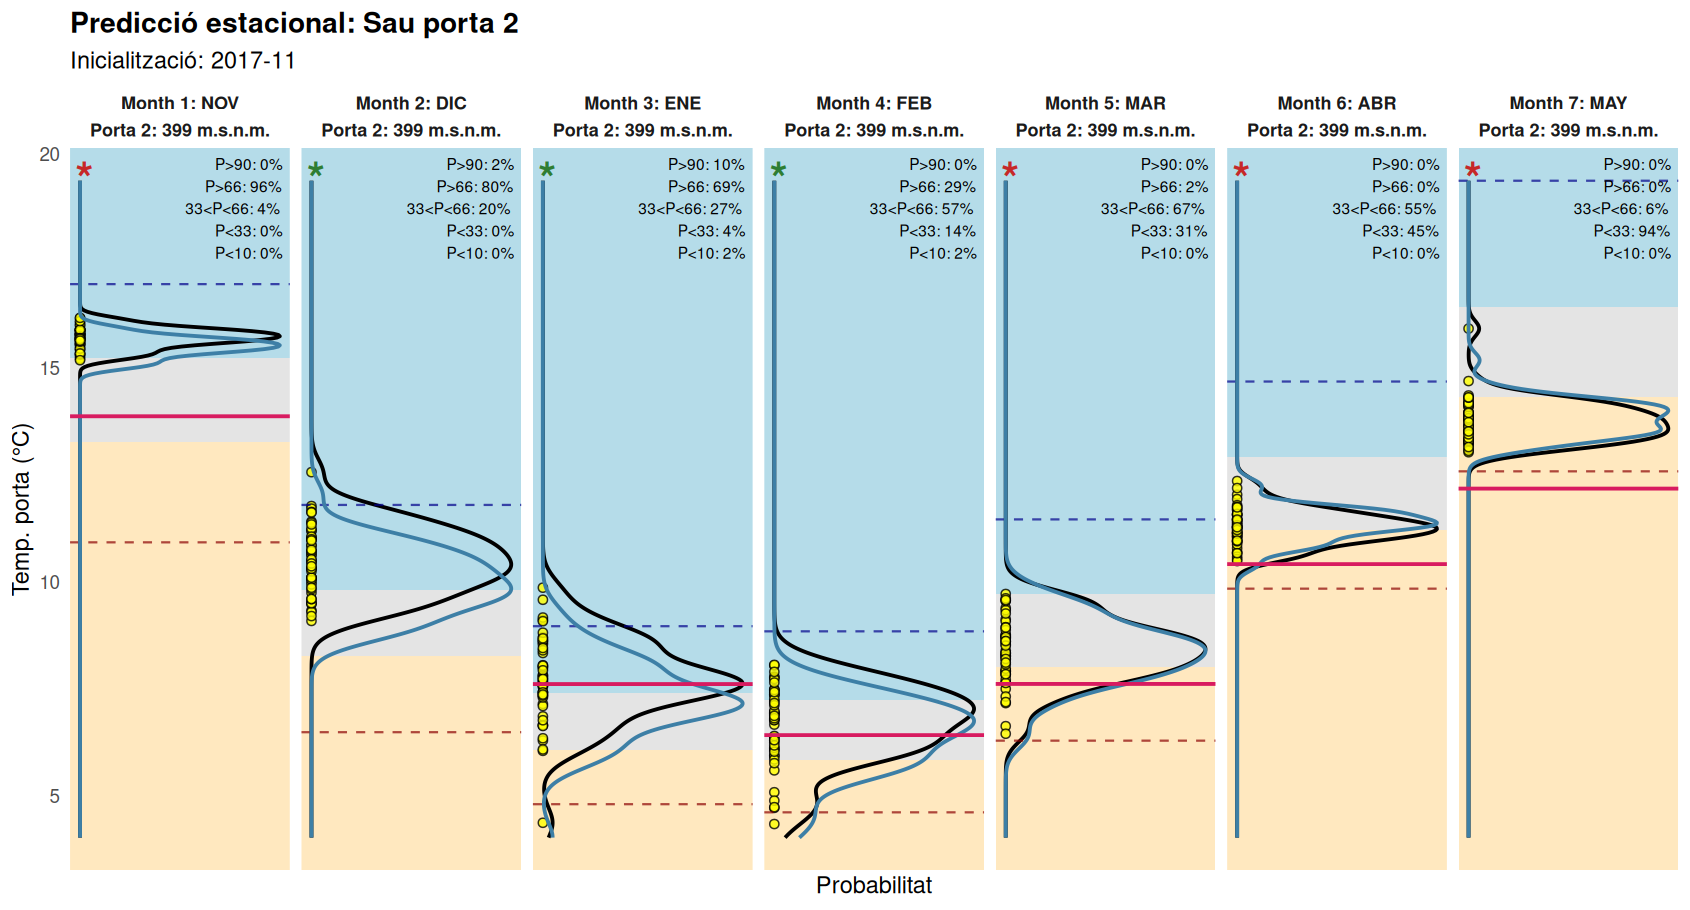 Predicció estacional: Sau porta 2
Inicialització: 2017-11
Month 1: NOV
Porta 2: 399 m.s.n.m.
Month 2: DIC
Porta 2: 399 m.s.n.m.
Month 3: ENE
Porta 2: 399 m.s.n.m.
Month 4: FEB
Porta 2: 399 m.s.n.m.
Month 5: MAR
Porta 2: 399 m.s.n.m.
Month 6: ABR
Porta 2: 399 m.s.n.m.
Month 7: MAY
Porta 2: 399 m.s.n.m.
Temp. porta (°C)
20
15
10
5
*
P>90: 0%
P>66: 96%
33<P<66: 4%
P<33: 0%
P<10: 0%
*
P>90: 2%
P>66: 80%
33<P<66: 20%
P<33: 0%
P<10: 0%
*
P>90: 10%
P>66: 69%
33<P<66: 27%
P<33: 4%
P<10: 2%
*
P>90: 0%
P>66: 29%
33<P<66: 57%
P<33: 14%
P<10: 2%
*
P>90: 0%
P>66: 2%
33<P<66: 67%
P<33: 31%
P<10: 0%
*
P>90: 0%
P>66: 0%
33<P<66: 55%
P<33: 45%
P<10: 0%
*
P>90: 0%
P>66: 0%
33<P<66: 6%
P<33: 94%
P<10: 0%
Probabilitat